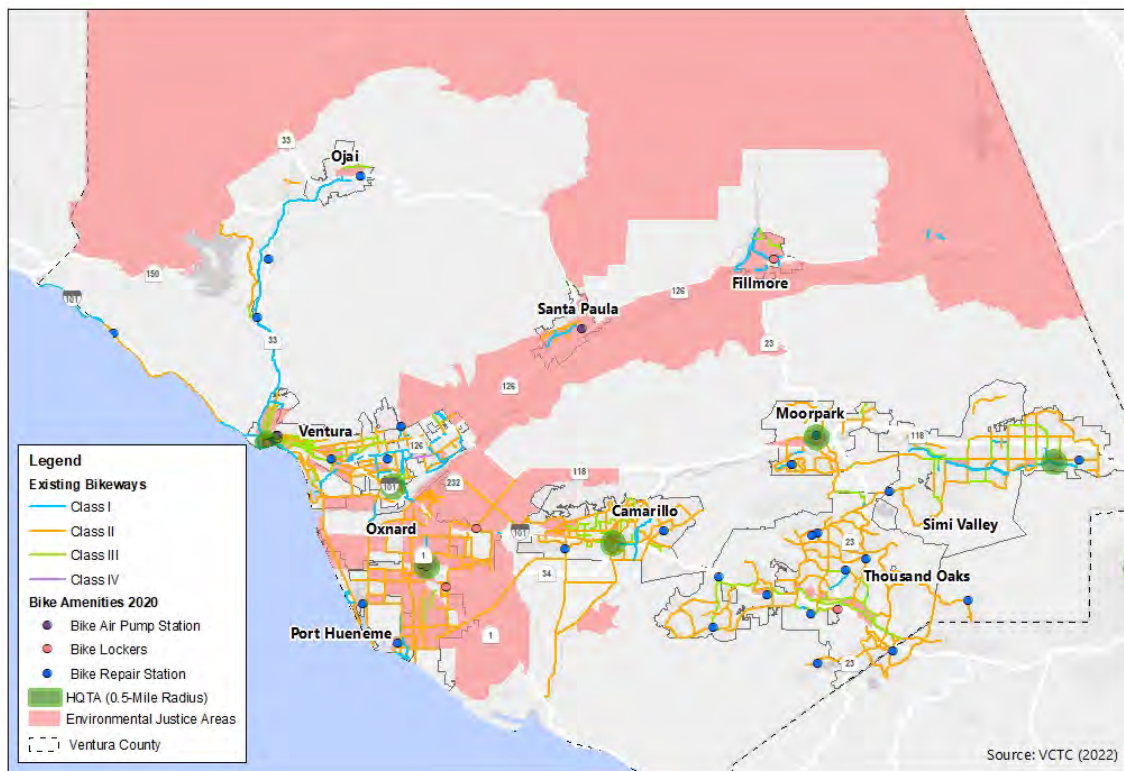 33
Ojai
150
101
33
126
Fillmore
Santa Paula
23
126
Moorpark
118
Ventura
126
118
101
232
Camarillo
101
Oxnard
Simi Valley
1
34
23
Thousand Oaks
Port Hueneme
1
23
Legend
Existing Bikeways
Class I
Class II
Class III
Class IV
Bike Amenities 2020
Bike Air Pump Station
Bike Lockers
Bike Repair Station
HQTA (0.5-Mile Radius)
Environmental Justice Areas
Ventura County
Source: VCTC (2022)